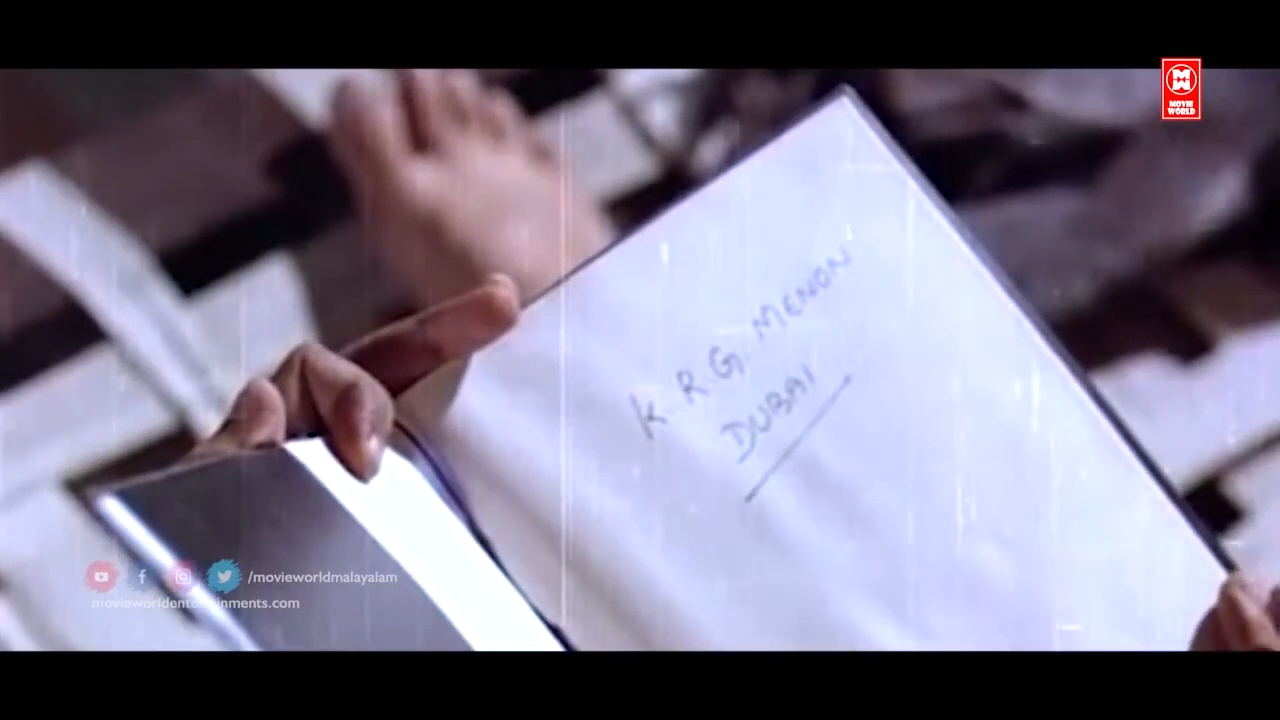 MOVIE
WORLD
K. R.G. MENON
DUBAI
/movieworldmalayalam
movieworldentertainments.com